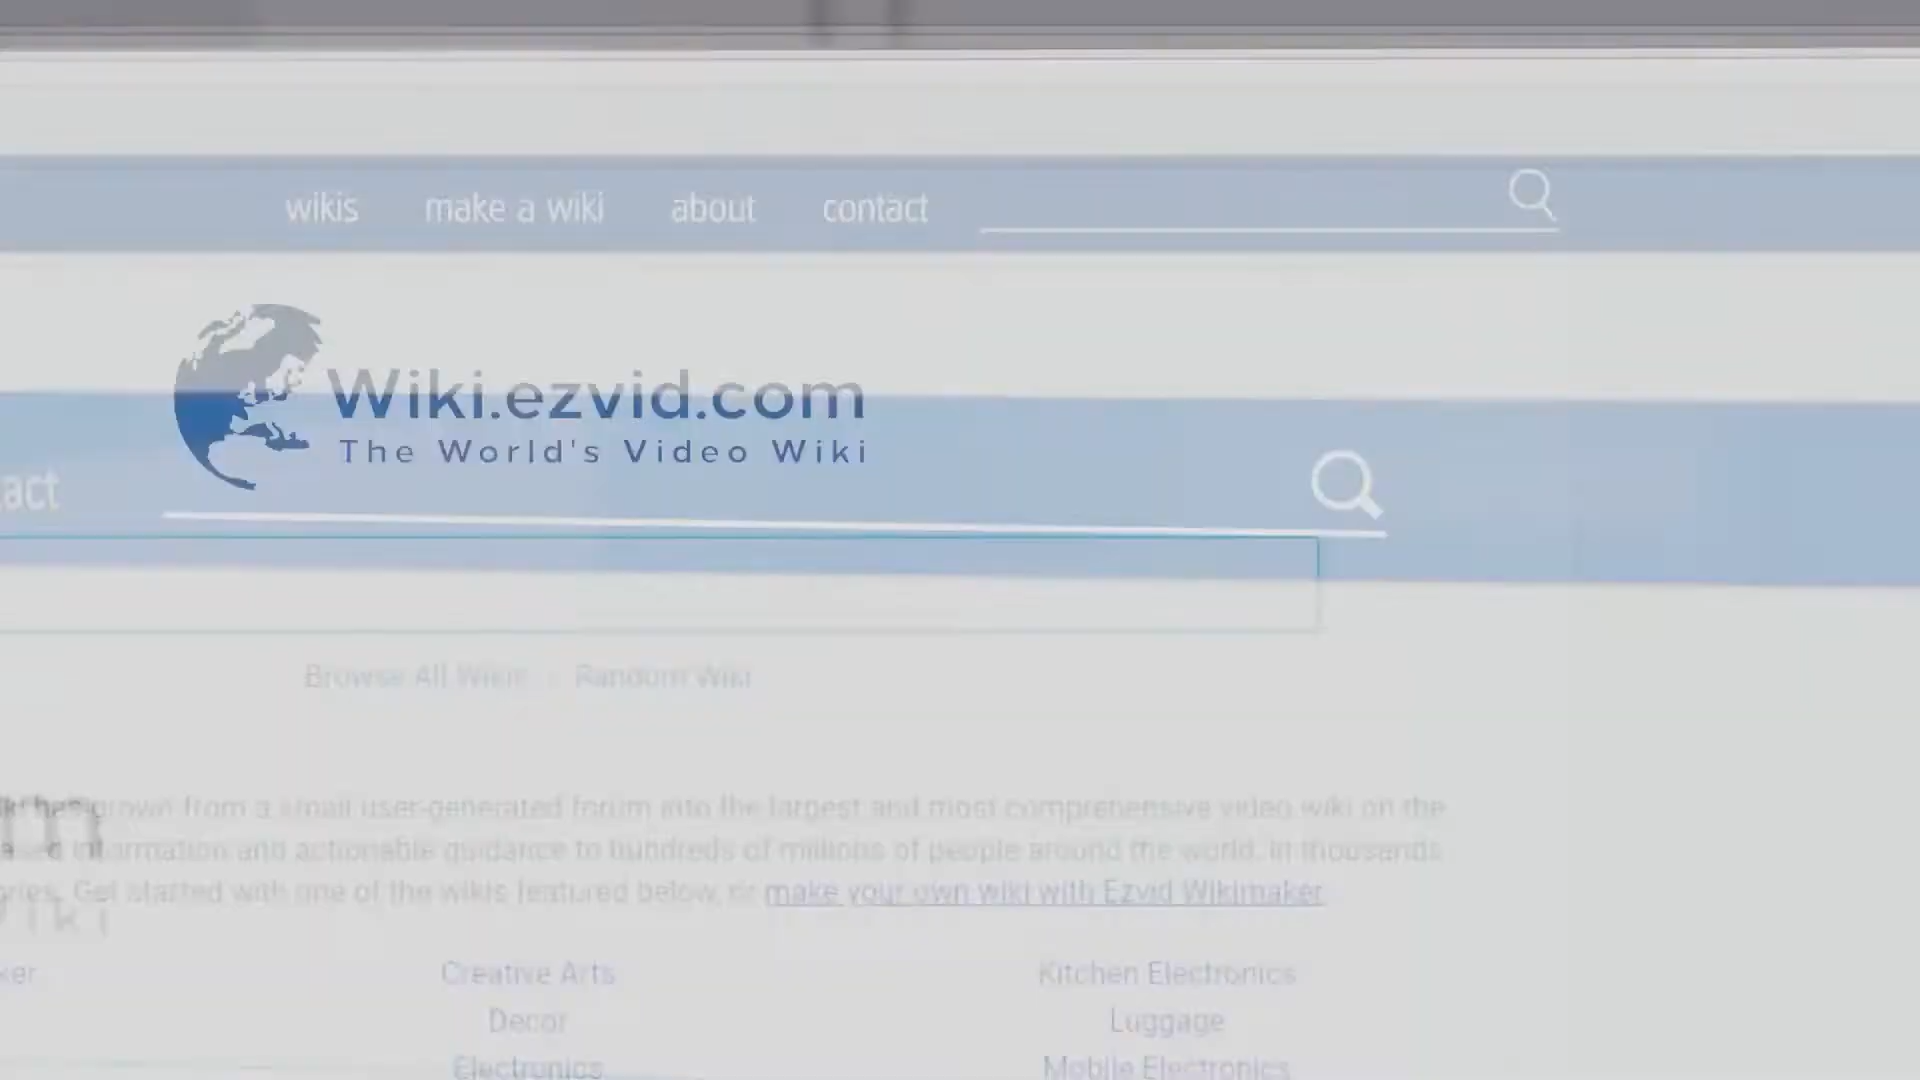 wikis make a wiki about contact
Wiki.ezvid.com
The World's Video Wiki
Browse All Wikis Random Wiki
grown from a small user-generated forum into the largest and most comprehensive video wiki on the
information and actionable guidance to hundreds of millions of people around the world. In thousands
Get started with one of the wikis featured below, or make your own wiki with Ezvid Wikimaker
Creative Arts Kitchen Electronics
Decor Luggage
Electronics Mobile Electronics